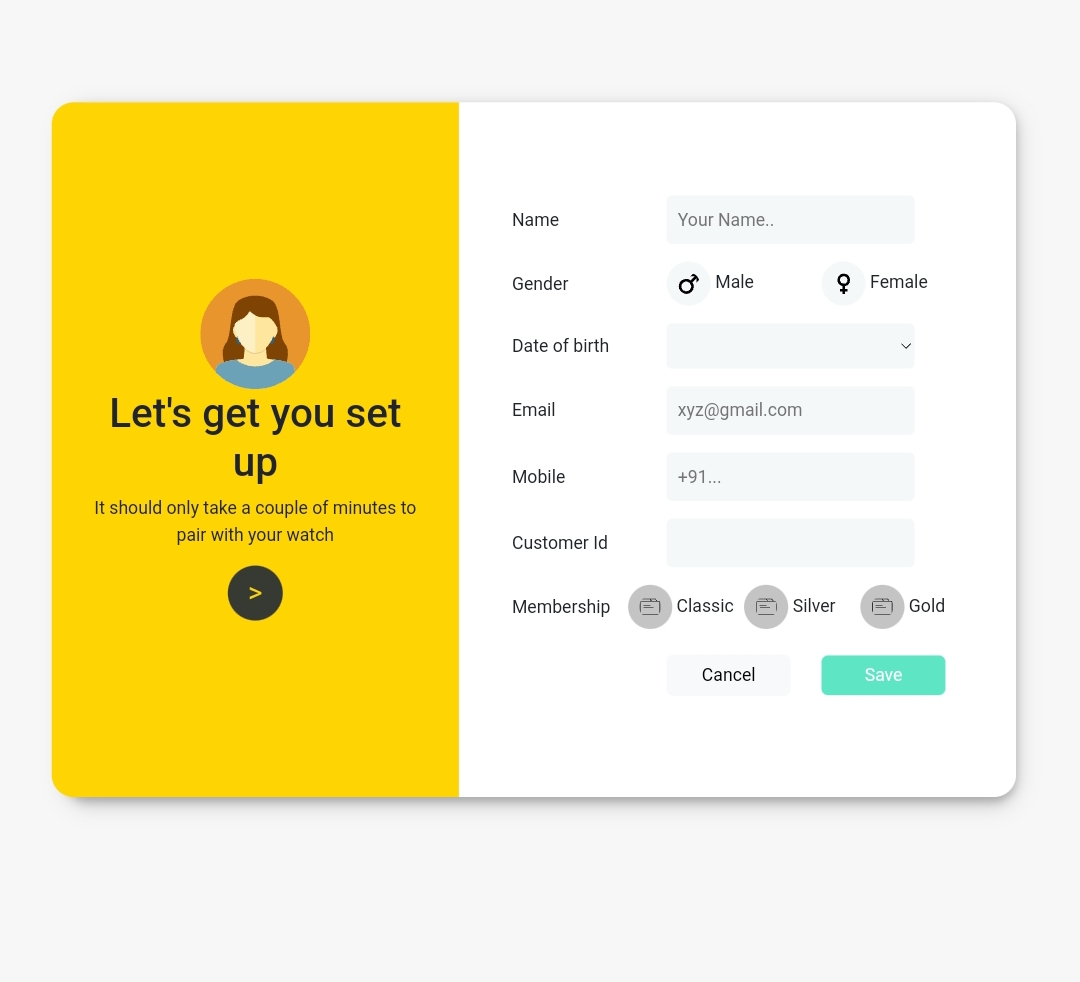 Let's get you set
up
It should only take a couple of minutes to
pair with your watch
>
Name
Your Name..
Gender
Male
Female
Date of birth
Email
xyz@gmail.com
Mobile
+91...
Customer Id
Membership
Classic
Silver
Gold
Cancel
Save